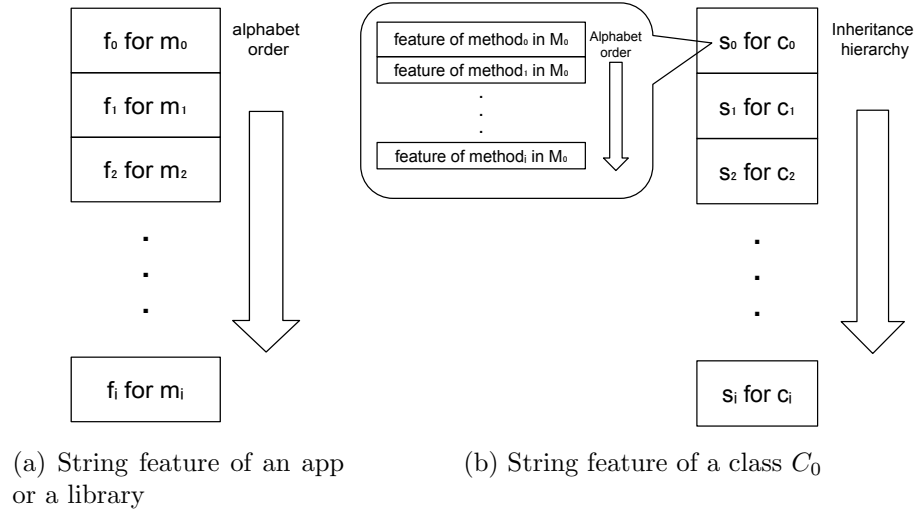 f₀ for m₀
f₁ for m₁
f₂ for m₂
.
.
.
fᵢ for mᵢ
alphabet
order
(a) String feature of an app
or a library
feature of method₀ in M₀
feature of method₁ in M₀
.
.
.
feature of methodⱼ in M₀
Alphabet
order
s₀ for c₀
s₁ for c₁
s₂ for c₂
.
.
.
sᵢ for cᵢ
Inheritance
hierarchy
(b) String feature of a class C₀